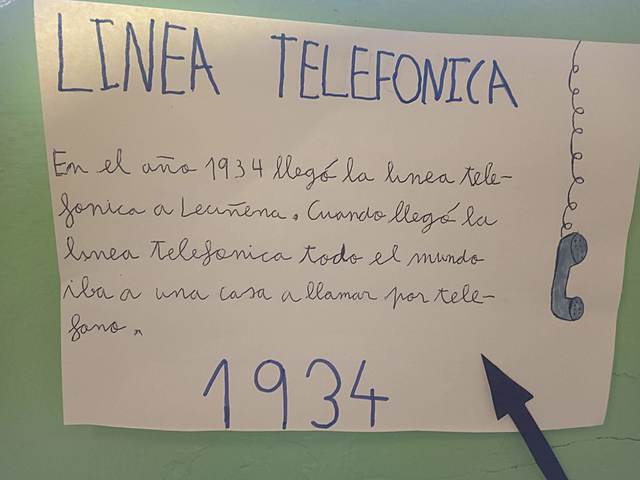 LINEA TELEFONICA
En el año 1934 llegó la linea tele-
fonica a Leciñena. Cuando llegó la
linea telefonica todo el mundo
iba a una casa a llamar por tele-
fono.
1934